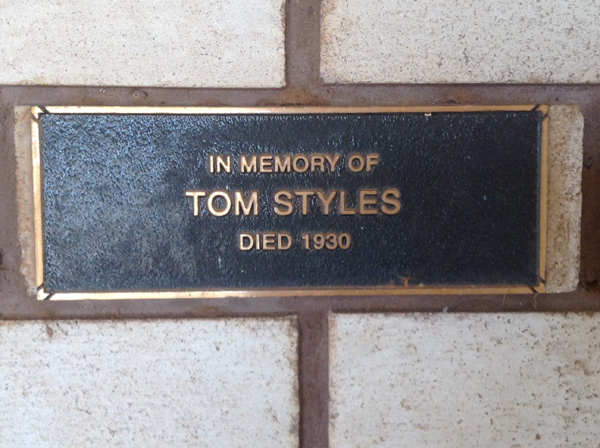 IN MEMORY OF
TOM STYLES
DIED 1930